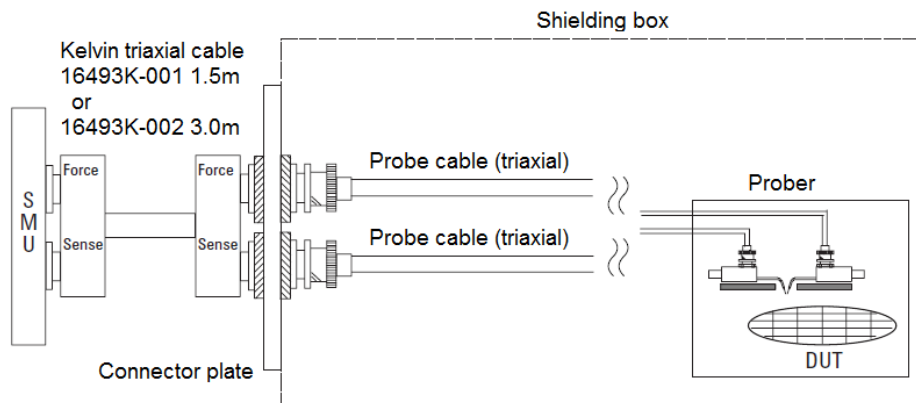 Shielding box
Kelvin triaxial cable
16493K-001 1.5m
or
16493K-002 3.0m
Force
Force
Probe cable (triaxial)
Prober
S
M
U
Sense
Sense
Probe cable (triaxial)
DUT
Connector plate